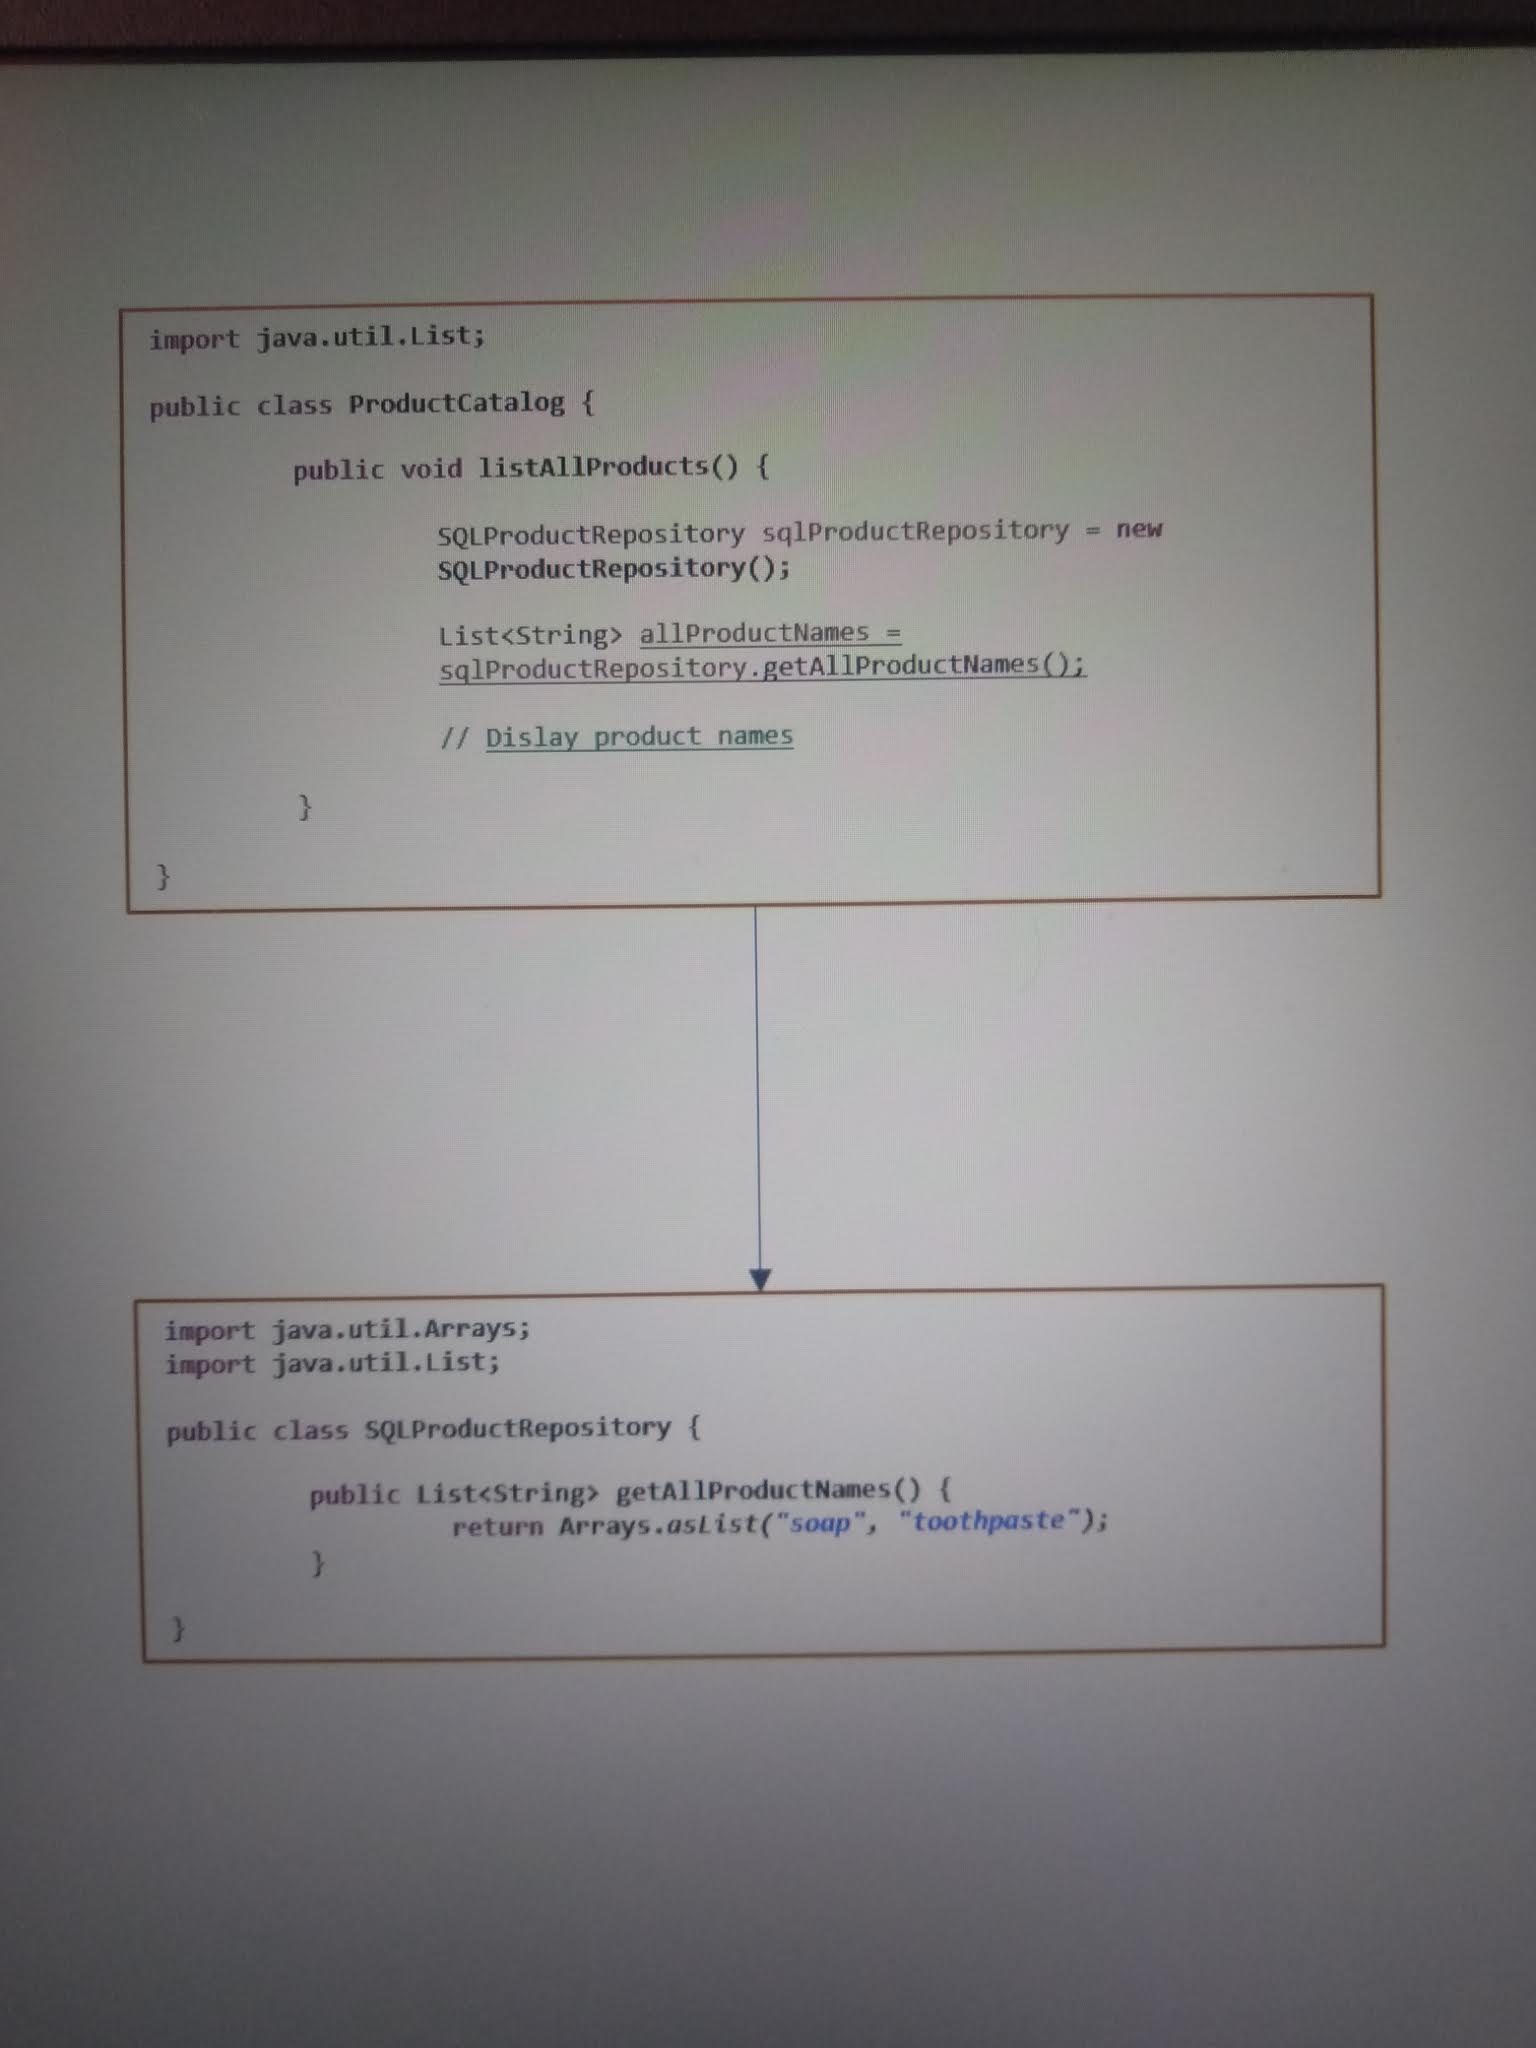 import java.util.List;
public class ProductCatalog {
public void listAllProducts() {
SQLProductRepository sqlProductRepository = new
SQLProductRepository();
List<String> allProductNames =
sqlProductRepository.getAllProductNames();
// Dislay product names
}
}
import java.util.Arrays;
import java.util.List;
public class SQLProductRepository {
public List<String> getAllProductNames() {
return Arrays.asList("soap", "toothpaste");
}
}